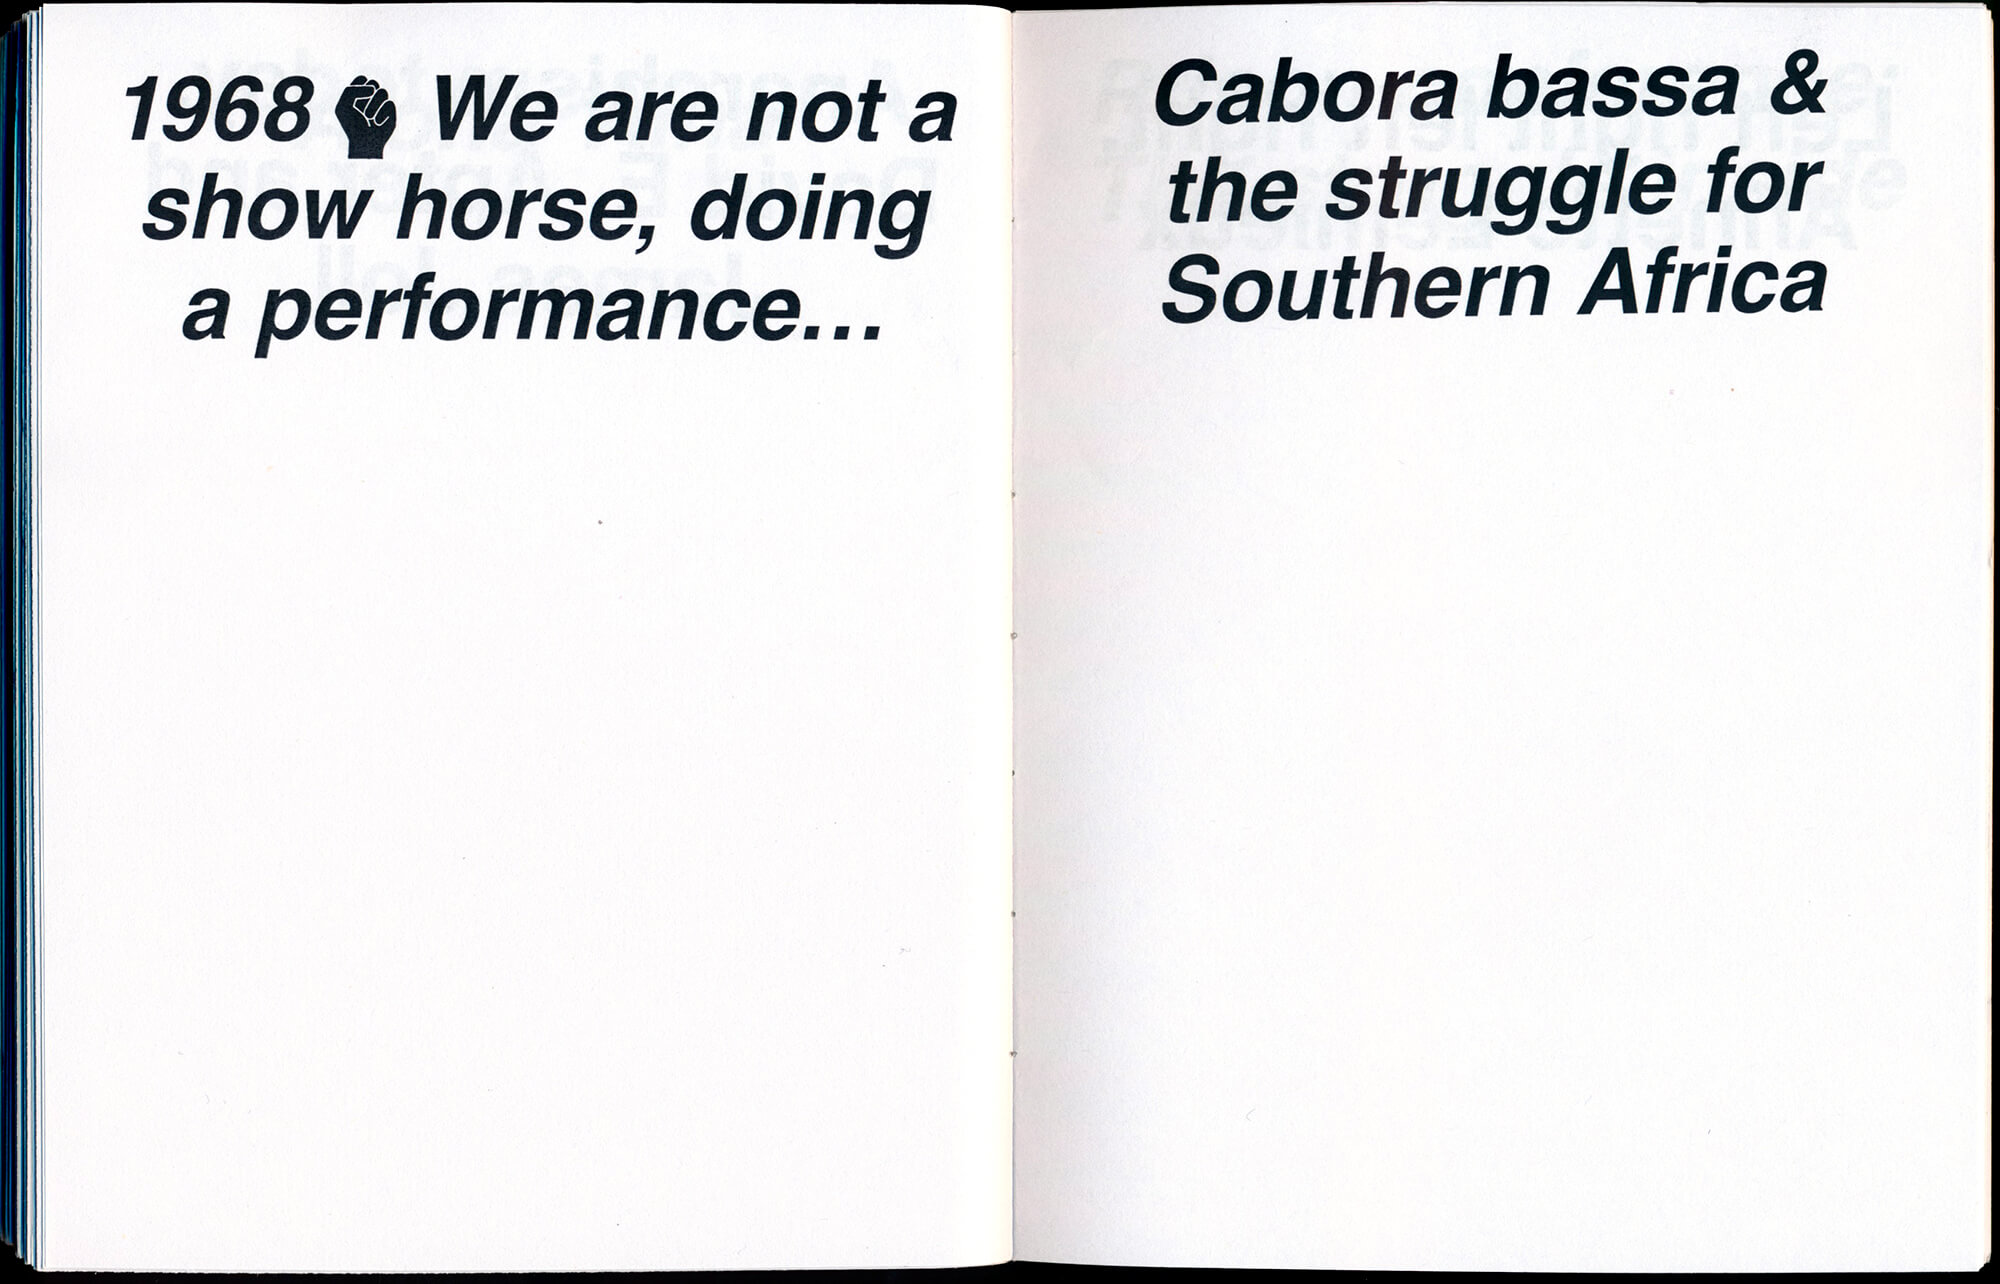 1968 ✊ We are not a
show horse, doing
a performance...
Cabora bassa &
the struggle for
Southern Africa